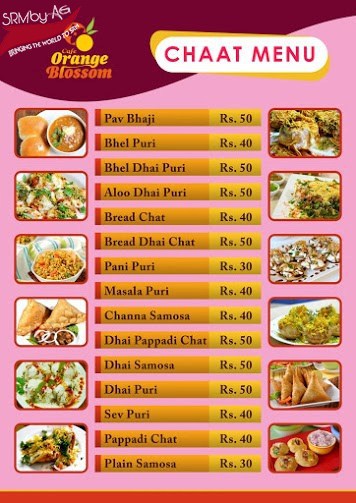 SRMby-AG
BRINGING THE WORLD TO SRM
Cafe
Orange
Blossom
CHAAT MENU
Pav Bhaji Rs. 50
Bhel Puri Rs. 40
Bhel Dhai Puri Rs. 50
Aloo Dhai Puri Rs. 50
Bread Chat Rs. 40
Bread Dhai Chat Rs. 50
Pani Puri Rs. 30
Masala Puri Rs. 40
Channa Samosa Rs. 40
Dhai Pappadi Chat Rs. 50
Dhai Samosa Rs. 50
Dhai Puri Rs. 50
Sev Puri Rs. 40
Pappadi Chat Rs. 40
Plain Samosa Rs. 30